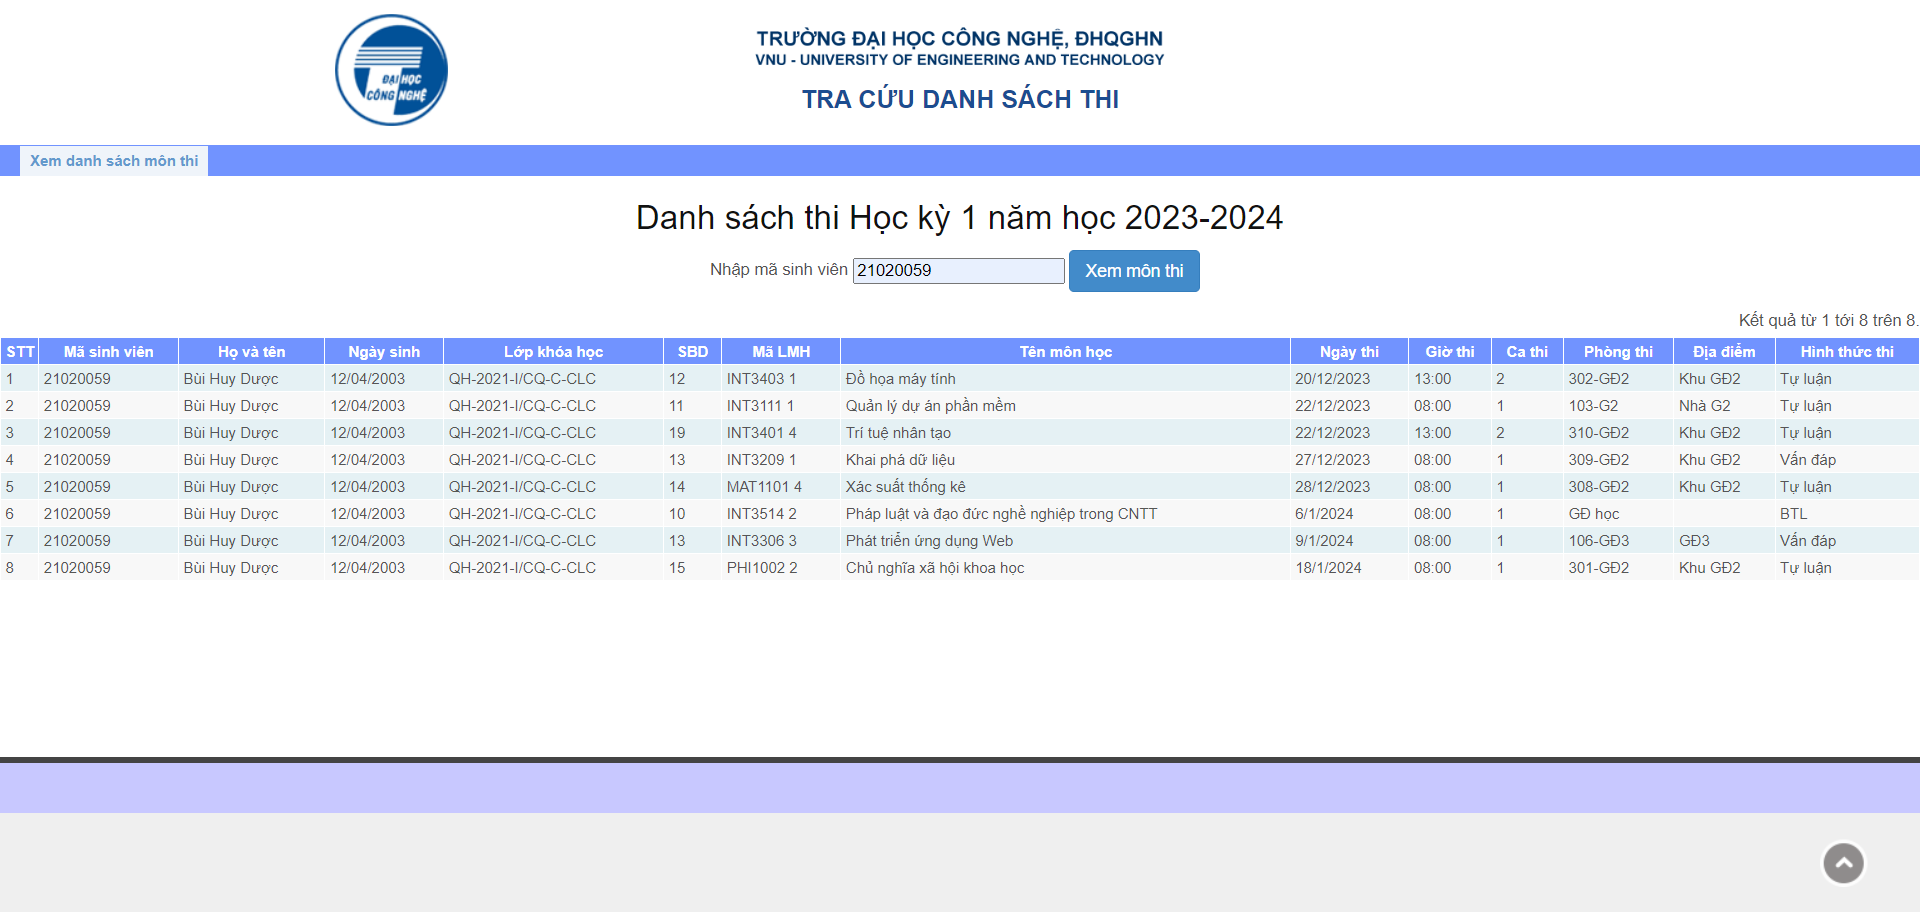 ĐẠI HỌC
CÔNG NGHỆ
TRƯỜNG ĐẠI HỌC CÔNG NGHỆ, ĐHQGHN
VNU - UNIVERSITY OF ENGINEERING AND TECHNOLOGY
TRA CỨU DANH SÁCH THI
Xem danh sách môn thi
Danh sách thi Học kỳ 1 năm học 2023-2024
Nhập mã sinh viên 21020059 Xem môn thi
Kết quả từ 1 tới 8 trên 8.
STT Mã sinh viên Họ và tên Ngày sinh Lớp khóa học SBD Mã LMH Tên môn học Ngày thi Giờ thi Ca thi Phòng thi Địa điểm Hình thức thi
1 21020059 Bùi Huy Dược 12/04/2003 QH-2021-I/CQ-C-CLC 12 INT3403 1 Đồ họa máy tính 20/12/2023 13:00 2 302-GĐ2 Khu GĐ2 Tự luận
2 21020059 Bùi Huy Dược 12/04/2003 QH-2021-I/CQ-C-CLC 11 INT3111 1 Quản lý dự án phần mềm 22/12/2023 08:00 1 103-G2 Nhà G2 Tự luận
3 21020059 Bùi Huy Dược 12/04/2003 QH-2021-I/CQ-C-CLC 19 INT3401 4 Trí tuệ nhân tạo 22/12/2023 13:00 2 310-GĐ2 Khu GĐ2 Tự luận
4 21020059 Bùi Huy Dược 12/04/2003 QH-2021-I/CQ-C-CLC 13 INT3209 1 Khai phá dữ liệu 27/12/2023 08:00 1 309-GĐ2 Khu GĐ2 Vấn đáp
5 21020059 Bùi Huy Dược 12/04/2003 QH-2021-I/CQ-C-CLC 14 MAT1101 4 Xác suất thống kê 28/12/2023 08:00 1 308-GĐ2 Khu GĐ2 Tự luận
6 21020059 Bùi Huy Dược 12/04/2003 QH-2021-I/CQ-C-CLC 10 INT3514 2 Pháp luật và đạo đức nghề nghiệp trong CNTT 6/1/2024 08:00 1 GĐ học BTL
7 21020059 Bùi Huy Dược 12/04/2003 QH-2021-I/CQ-C-CLC 13 INT3306 3 Phát triển ứng dụng Web 9/1/2024 08:00 1 106-GĐ3 GĐ3 Vấn đáp
8 21020059 Bùi Huy Dược 12/04/2003 QH-2021-I/CQ-C-CLC 15 PHI1002 2 Chủ nghĩa xã hội khoa học 18/1/2024 08:00 1 301-GĐ2 Khu GĐ2 Tự luận